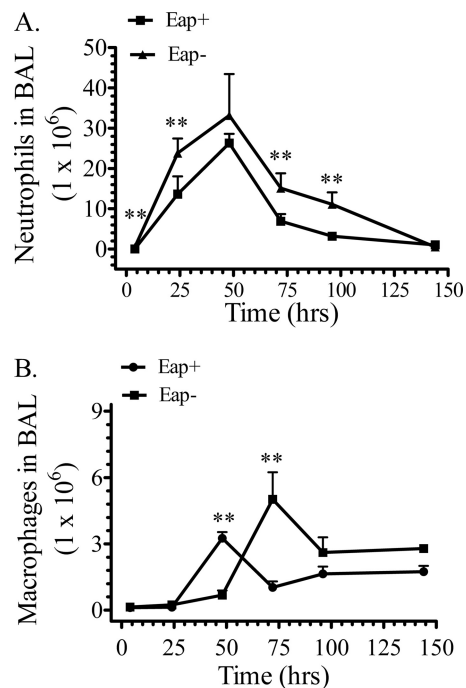 A.
Eap+
Eap-
50
40
30
20
10
0
**
**
**
**
Neutrophils in BAL
(1 x 10⁶)
0 25 50 75 100 125 150
Time (hrs)
B.
Eap+
Eap-
9
6
3
0
**
**
Macrophages in BAL
(1 x 10⁶)
0 25 50 75 100 125 150
Time (hrs)